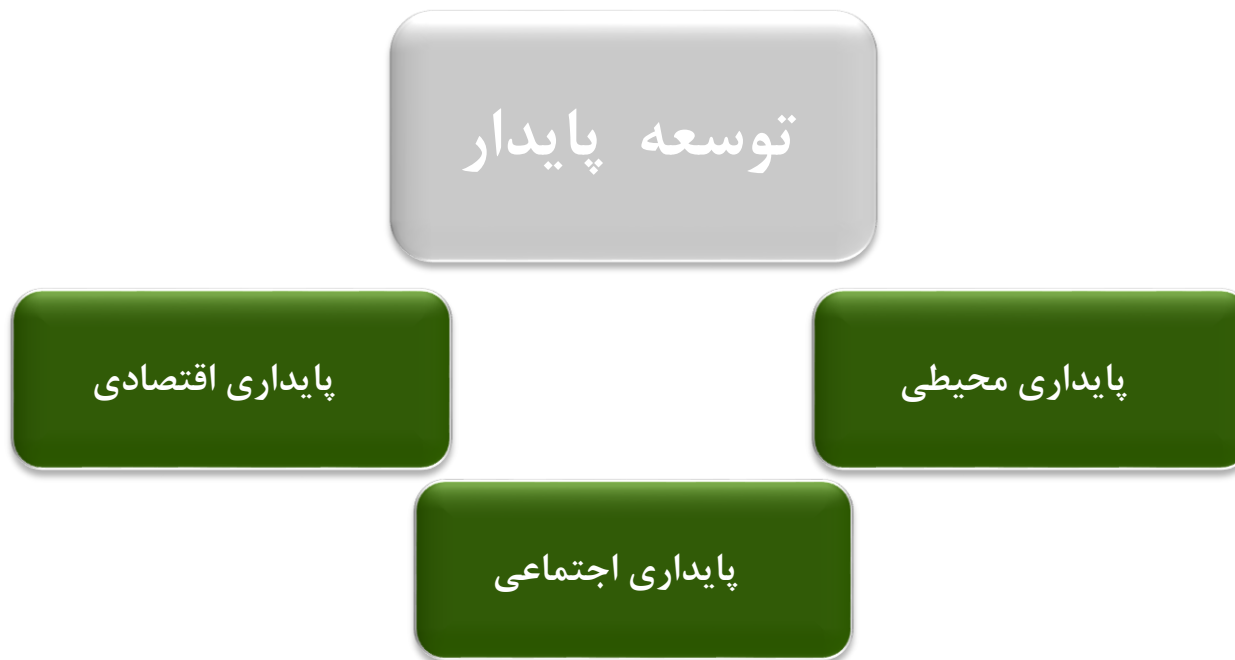 توسعه پایدار
پایداری محیطی
پایداری اقتصادی
پایداری اجتماعی